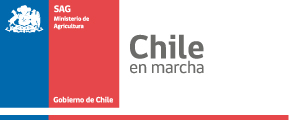 SAG
Ministerio de
Agricultura
Gobierno de Chile
Chile
en marcha